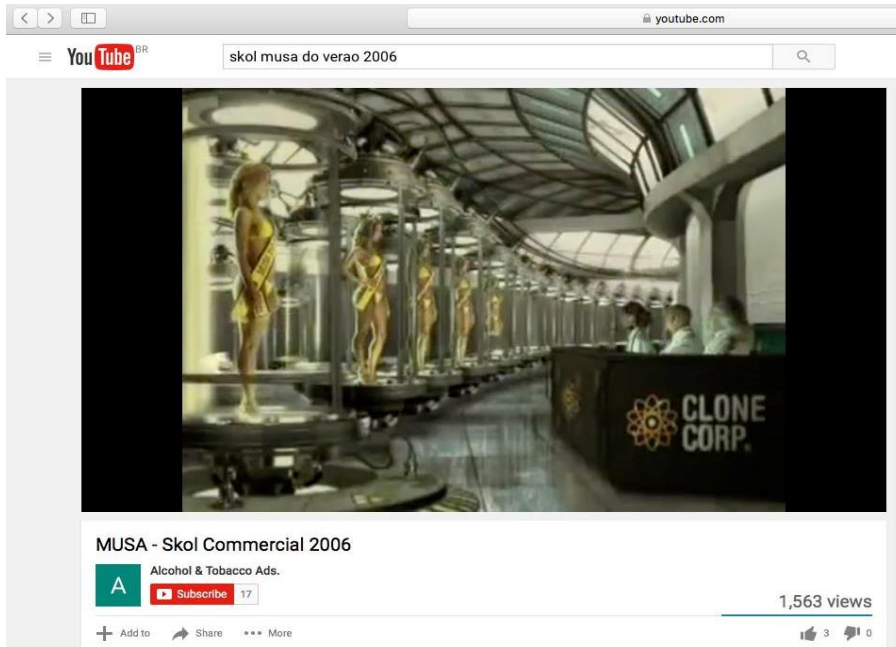 youtube.com
YouTube BR
skol musa do verao 2006
CLONE
CORP.
MUSA - Skol Commercial 2006
A
Alcohol & Tobacco Ads.
Subscribe 17
1,563 views
Add to Share More 3 0